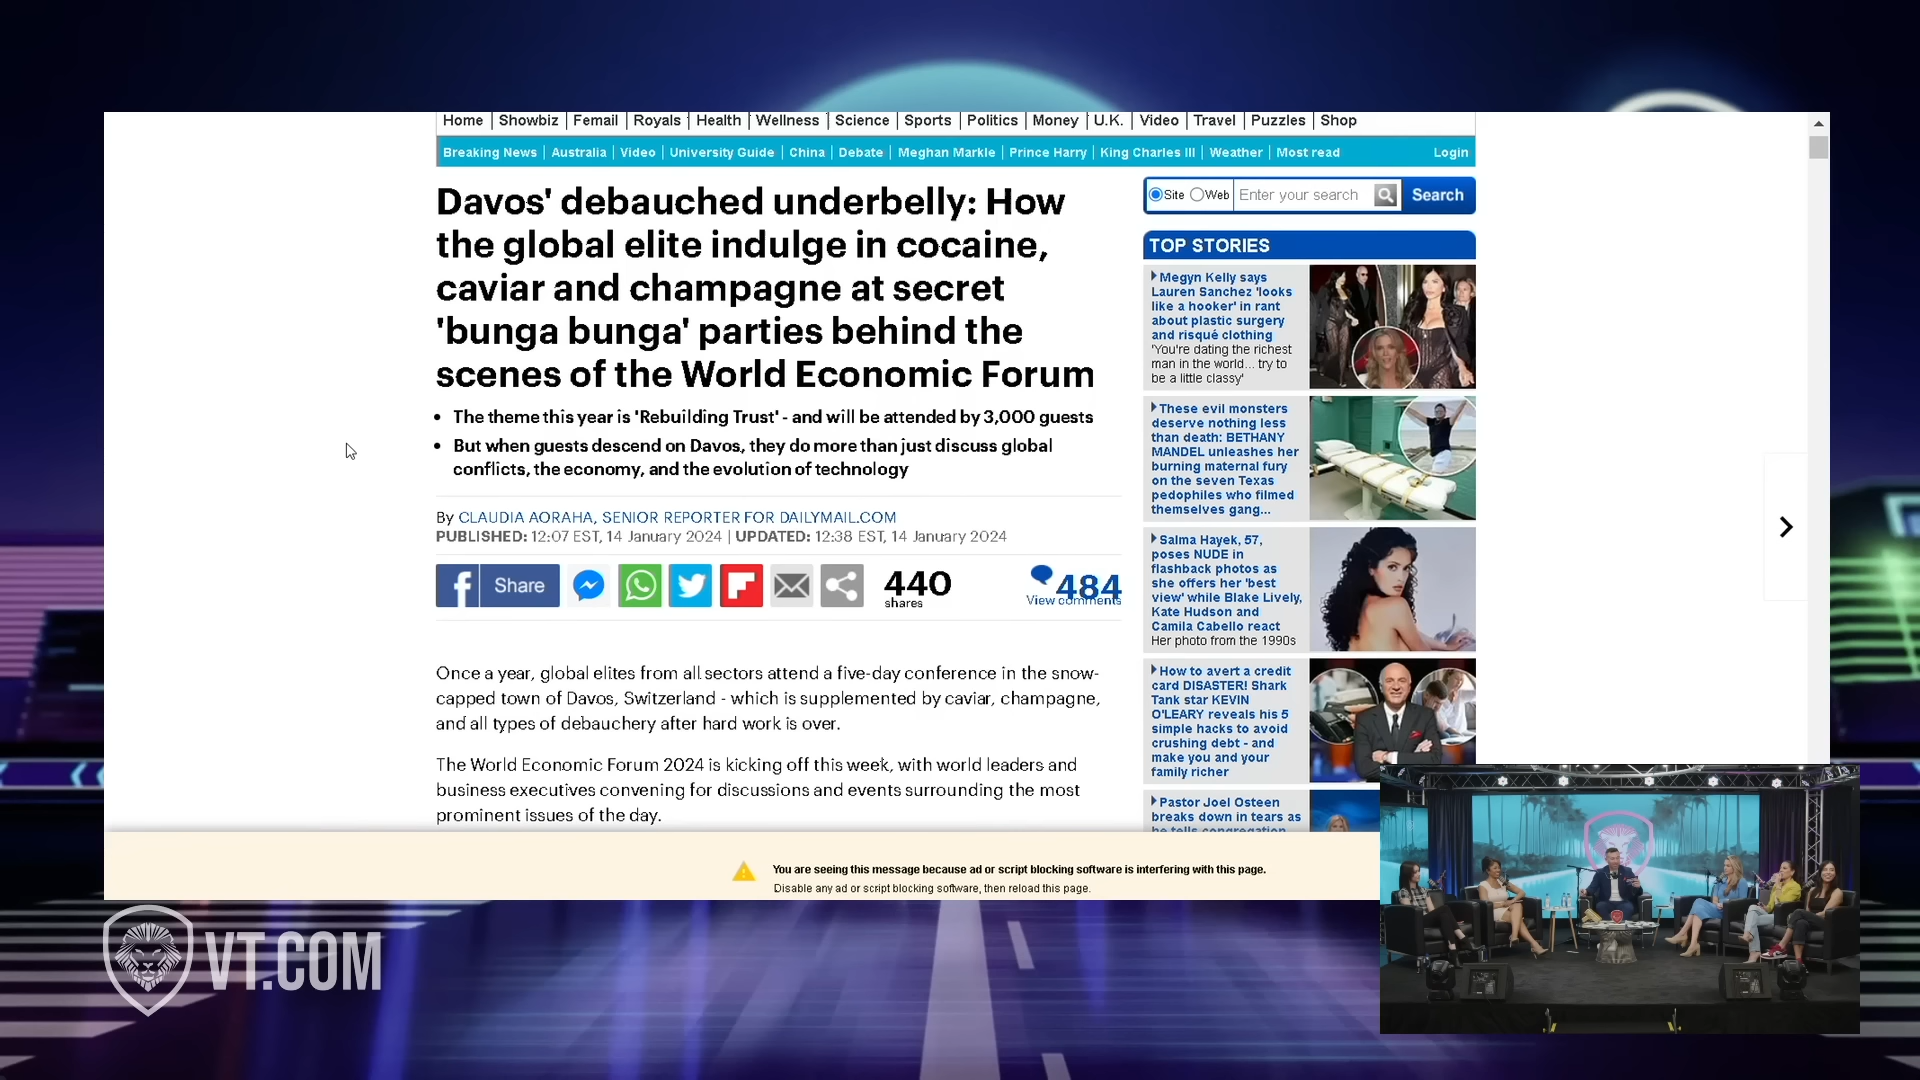 Home | Showbiz | Femail | Royals | Health | Wellness | Science | Sports | Politics | Money | U.K. | Video | Travel | Puzzles | Shop
Breaking News | Australia | Video | University Guide | China | Debate | Meghan Markle | Prince Harry | King Charles III | Weather | Most read
Login
Davos' debauched underbelly: How
the global elite indulge in cocaine,
caviar and champagne at secret
'bunga bunga' parties behind the
scenes of the World Economic Forum
• The theme this year is 'Rebuilding Trust' - and will be attended by 3,000 guests
• But when guests descend on Davos, they do more than just discuss global
conflicts, the economy, and the evolution of technology
By CLAUDIA AORAHA, SENIOR REPORTER FOR DAILYMAIL.COM
PUBLISHED: 12:07 EST, 14 January 2024 | UPDATED: 12:38 EST, 14 January 2024
Share
440
shares
484
View comments
Once a year, global elites from all sectors attend a five-day conference in the snow-
capped town of Davos, Switzerland - which is supplemented by caviar, champagne,
and all types of debauchery after hard work is over.
The World Economic Forum 2024 is kicking off this week, with world leaders and
business executives convening for discussions and events surrounding the most
prominent issues of the day.
Site Web Enter your search Search
TOP STORIES
Megyn Kelly says
Lauren Sanchez 'looks
like a hooker' in rant
about plastic surgery
and risqué clothing
'You're dating the richest
man in the world... try to
be a little classy'
These evil monsters
deserve nothing less
than death: BETHANY
MANDEL unleashes her
burning maternal fury
on the seven Texas
pedophiles who filmed
themselves gang...
Salma Hayek, 57,
poses NUDE in
flashback photos as
she offers her 'best
view' while Blake Lively,
Kate Hudson and
Camila Cabello react
Her photo from the 1990s
How to avert a credit
card DISASTER! Shark
Tank star KEVIN
O'LEARY reveals his 5
simple hacks to avoid
crushing debt - and
make you and your
family richer
Pastor Joel Osteen
breaks down in tears as
he tells congregation
You are seeing this message because ad or script blocking software is interfering with this page.
Disable any ad or script blocking software, then reload this page.
VT.COM